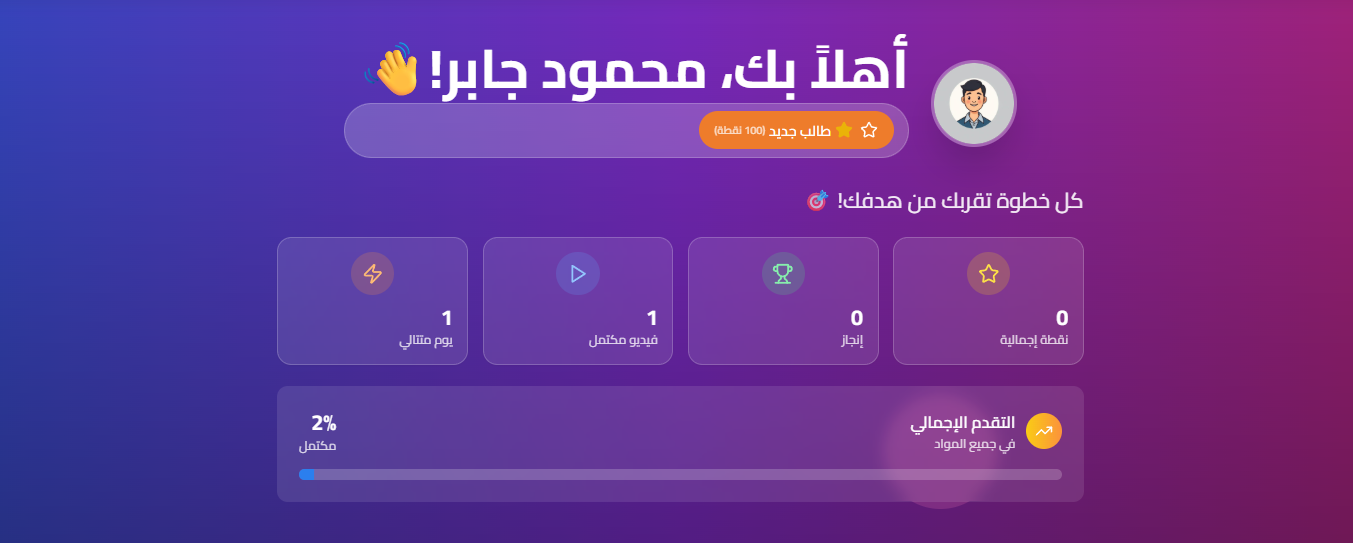 أهلاً بك، محمود جابر! 👋
طالب جديد (100 نقطة)
كل خطوة تقربك من هدفك! 🎯
0
نقطة إجمالية
0
إنجاز
1
فيديو مكتمل
1
يوم متتالي
التقدم الإجمالي
في جميع المواد
2%
مكتمل